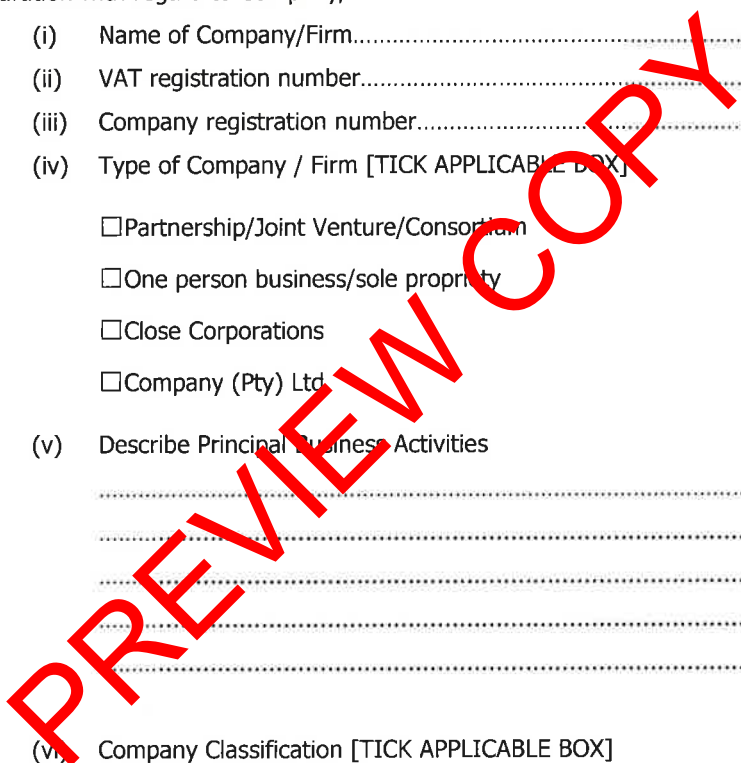 (i) Name of Company/Firm..........................................................
(ii) VAT registration number..........................................................
(iii) Company registration number..................................................
(iv) Type of Company / Firm [TICK APPLICABLE BOX]
☐Partnership/Joint Venture/Consortium
☐One person business/sole propriety
☐Close Corporations
☐Company (Pty) Ltd
(v) Describe Principal Business Activities
..........................................................................................
..........................................................................................
..........................................................................................
..........................................................................................
..........................................................................................
(vi) Company Classification [TICK APPLICABLE BOX]
PREVIEW COPY